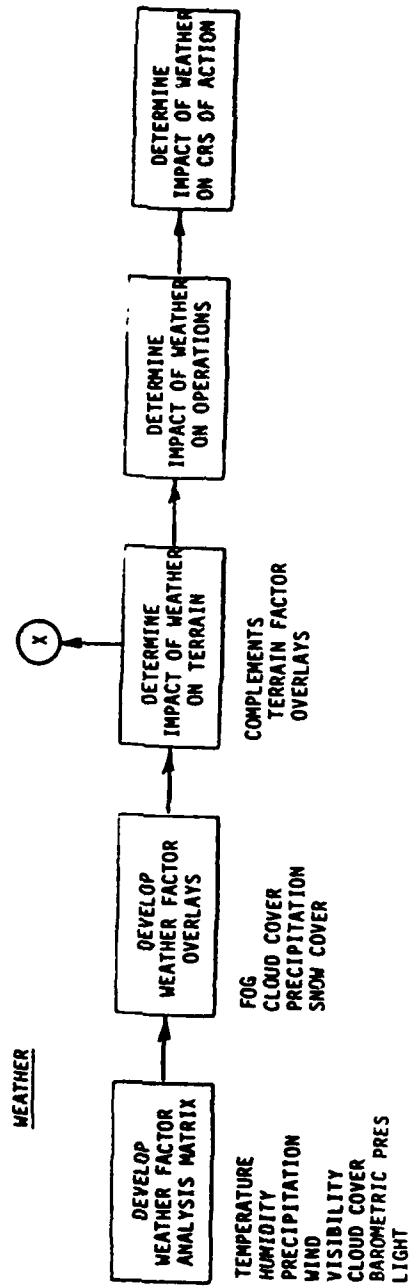 WEATHER
DEVELOP
WEATHER FACTOR
ANALYSIS MATRIX
TEMPERATURE
HUMIDITY
PRECIPITATION
WIND
VISIBILITY
CLOUD COVER
BAROMETRIC PRES
LIGHT
DEVELOP
WEATHER FACTOR
OVERLAYS
FOG
CLOUD COVER
PRECIPITATION
SNOW COVER
X
DETERMINE
IMPACT OF WEATHER
ON TERRAIN
COMPLEMENTS
TERRAIN FACTOR
OVERLAYS
DETERMINE
IMPACT OF WEATHER
ON OPERATIONS
DETERMINE
IMPACT OF WEATHER
ON CRS OF ACTION